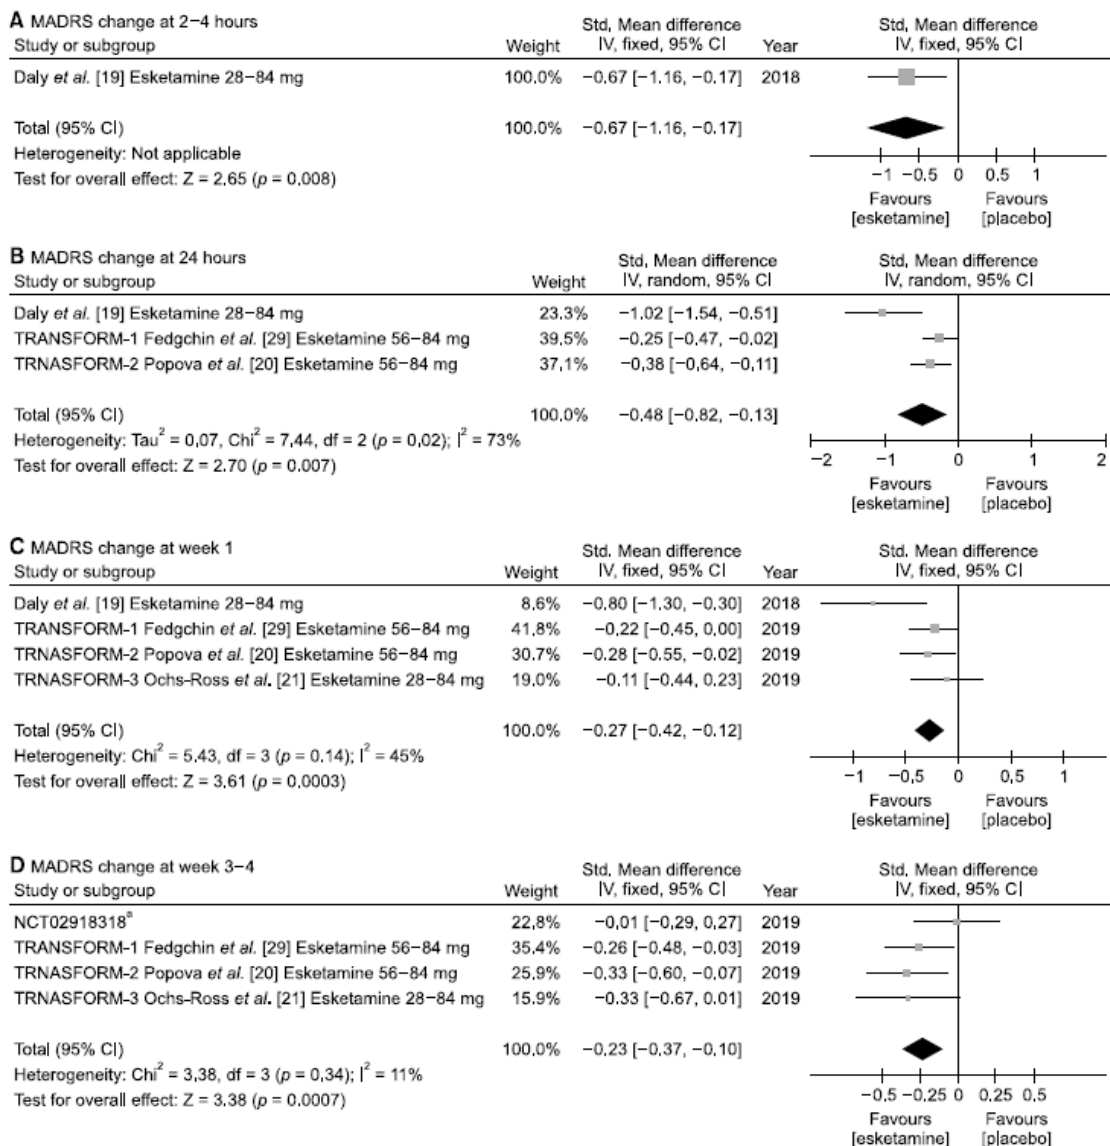 A MADRS change at 2−4 hours
Std. Mean difference Std. Mean difference
Study or subgroup Weight IV, fixed, 95% CI Year IV, fixed, 95% CI
Daly et al. [19] Esketamine 28−84 mg 100.0% −0.67 [−1.16, −0.17] 2018
Total (95% CI) 100.0% −0.67 [−1.16, −0.17]
Heterogeneity: Not applicable
Test for overall effect: Z = 2.65 (p = 0.008)
−1 −0.5 0 0.5 1
Favours Favours
[esketamine] [placebo]
B MADRS change at 24 hours
Std. Mean difference Std. Mean difference
Study or subgroup Weight IV, random, 95% CI IV, random, 95% CI
Daly et al. [19] Esketamine 28−84 mg 23.3% −1.02 [−1.54, −0.51]
TRANSFORM-1 Fedgchin et al. [29] Esketamine 56−84 mg 39.5% −0.25 [−0.47, −0.02]
TRNASFORM-2 Popova et al. [20] Esketamine 56−84 mg 37.1% −0.38 [−0.64, −0.11]
Total (95% CI) 100.0% −0.48 [−0.82, −0.13]
Heterogeneity: Tau² = 0.07, Chi² = 7.44, df = 2 (p = 0.02); I² = 73%
Test for overall effect: Z = 2.70 (p = 0.007)
−2 −1 0 1 2
Favours Favours
[esketamine] [placebo]
C MADRS change at week 1
Std. Mean difference Std. Mean difference
Study or subgroup Weight IV, fixed, 95% CI Year IV, fixed, 95% CI
Daly et al. [19] Esketamine 28−84 mg 8.6% −0.80 [−1.30, −0.30] 2018
TRANSFORM-1 Fedgchin et al. [29] Esketamine 56−84 mg 41.8% −0.22 [−0.45, 0.00] 2019
TRNASFORM-2 Popova et al. [20] Esketamine 56−84 mg 30.7% −0.28 [−0.55, −0.02] 2019
TRNASFORM-3 Ochs-Ross et al. [21] Esketamine 28−84 mg 19.0% −0.11 [−0.44, 0.23] 2019
Total (95% CI) 100.0% −0.27 [−0.42, −0.12]
Heterogeneity: Chi² = 5.43, df = 3 (p = 0.14); I² = 45%
Test for overall effect: Z = 3.61 (p = 0.0003)
−1 −0.5 0 0.5 1
Favours Favours
[esketamine] [placebo]
D MADRS change at week 3−4
Std. Mean difference Std. Mean difference
Study or subgroup Weight IV, fixed, 95% CI Year IV, fixed, 95% CI
NCT02918318ª 22.8% −0.01 [−0.29, 0.27] 2019
TRANSFORM-1 Fedgchin et al. [29] Esketamine 56−84 mg 35.4% −0.26 [−0.48, −0.03] 2019
TRNASFORM-2 Popova et al. [20] Esketamine 56−84 mg 25.9% −0.33 [−0.60, −0.07] 2019
TRNASFORM-3 Ochs-Ross et al. [21] Esketamine 28−84 mg 15.9% −0.33 [−0.67, 0.01] 2019
Total (95% CI) 100.0% −0.23 [−0.37, −0.10]
Heterogeneity: Chi² = 3.38, df = 3 (p = 0.34); I² = 11%
Test for overall effect: Z = 3.38 (p = 0.0007)
−0.5 −0.25 0 0.25 0.5
Favours Favours
[esketamine] [placebo]